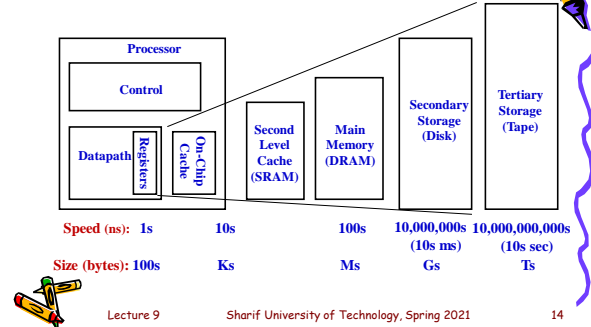 Processor
Control
Datapath
Registers
On-Chip
Cache
Second
Level
Cache
(SRAM)
Main
Memory
(DRAM)
Secondary
Storage
(Disk)
Tertiary
Storage
(Tape)
Speed (ns): 1s 10s 100s 10,000,000s 10,000,000,000s
(10s ms) (10s sec)
Size (bytes): 100s Ks Ms Gs Ts
Lecture 9 Sharif University of Technology, Spring 2021 14